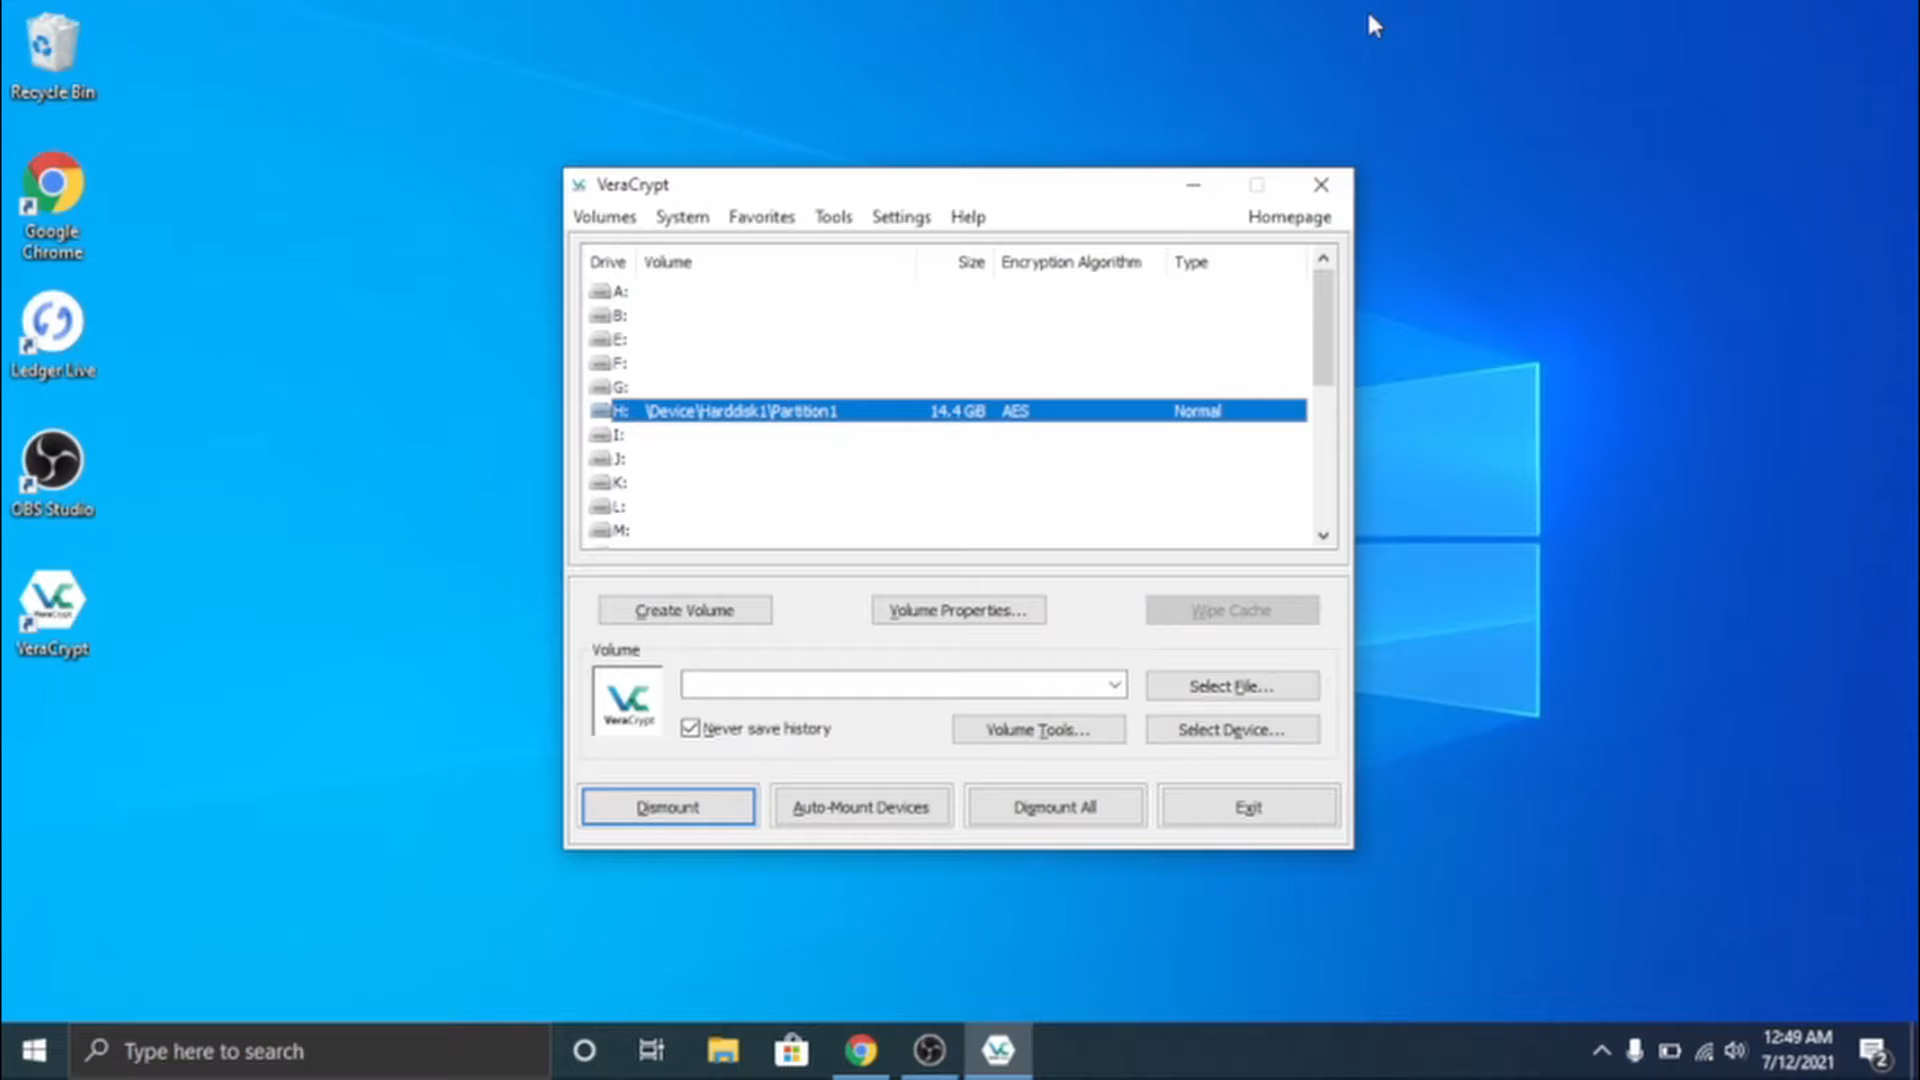 Recycle Bin
Google
Chrome
Ledger Live
OBS Studio
VeraCrypt
VeraCrypt
Volumes System Favorites Tools Settings Help Homepage
Drive Volume Size Encryption Algorithm Type
A:
B:
E:
F:
G:
H: \Device\Harddisk1\Partition1 14.4 GB AES Normal
I:
J:
K:
L:
M:
Create Volume Volume Properties... Wipe Cache
Volume
VeraCrypt
Select File...
Never save history Volume Tools... Select Device...
Dismount Auto-Mount Devices Dismount All Exit
Type here to search
12:49 AM
7/12/2021
2